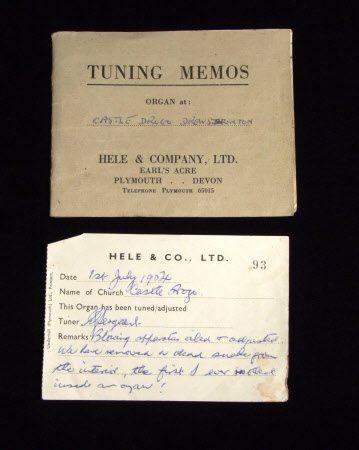 TUNING MEMOS
ORGAN at:
CASTLE DROGO DREWSTEIGNTON
HELE & COMPANY, LTD.
EARL'S ACRE
PLYMOUTH . . DEVON
TELEPHONE PLYMOUTH 65015
HELE & CO., LTD.
93
Date 1st July 1974
Name of Church Castle Drogo.
This Organ has been tuned/adjusted
Tuner
Remarks Blowing apparatus oiled & adjusted.
We have removed a dead snake from
the interior, the first I ever
inside an organ!